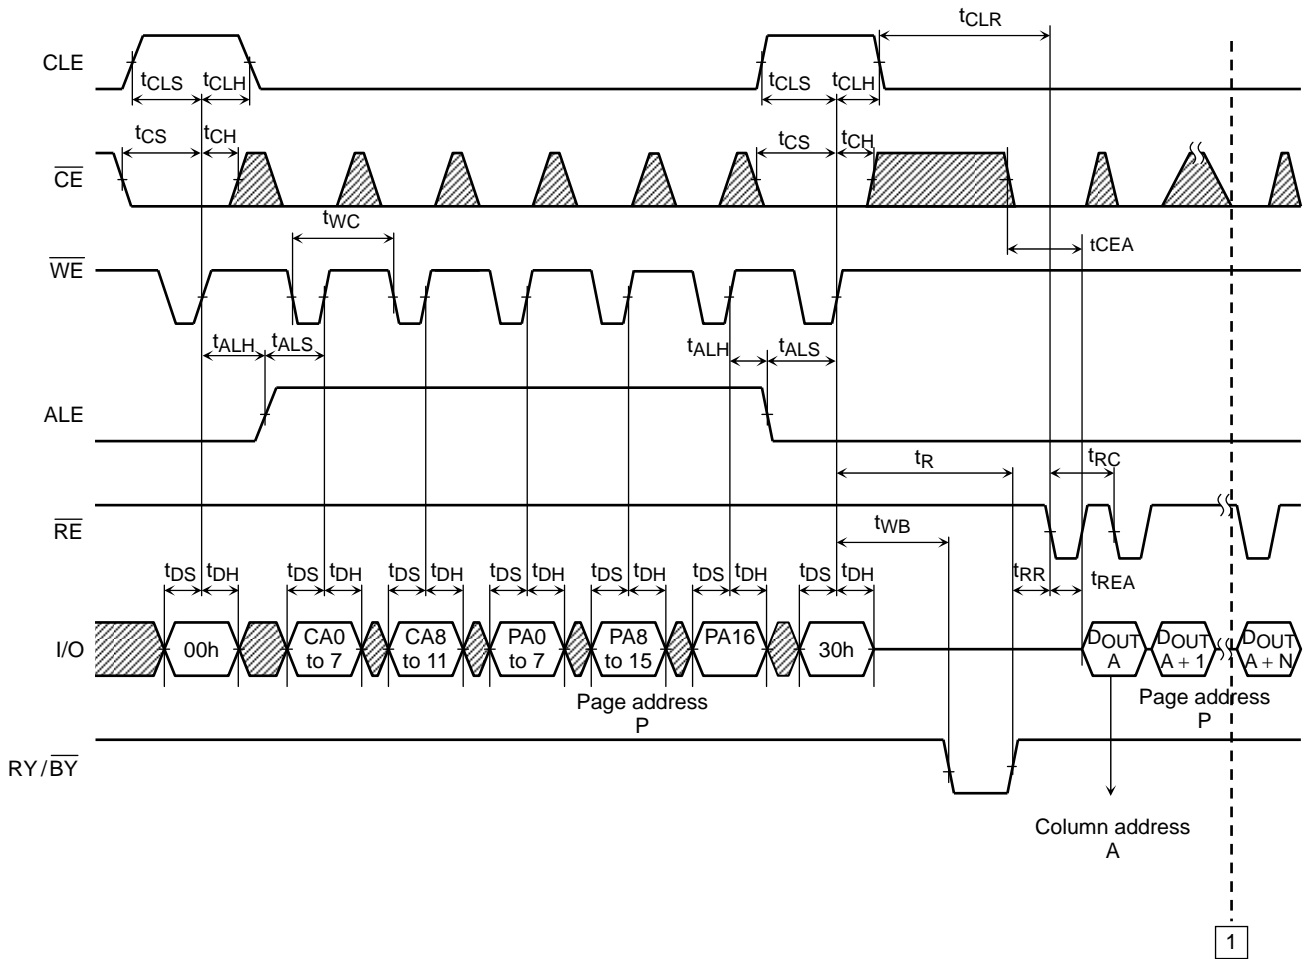 tCLR
CLE
tCLS tCLH tCLS tCLH
tCS tCH tCS tCH
CE
tWC tCEA
WE
tALH tALS tALH tALS
ALE
tR tRC
RE
tWB
tDS tDH tDS tDH tDS tDH tDS tDH tDS tDH tDS tDH tDS tDH tRR tREA
I/O 00h CA0 to 7 CA8 to 11 PA0 to 7 PA8 to 15 PA16 30h DOUT A DOUT A + 1 DOUT A + N
Page address P
Page address P
RY/BY
Column address
A
1